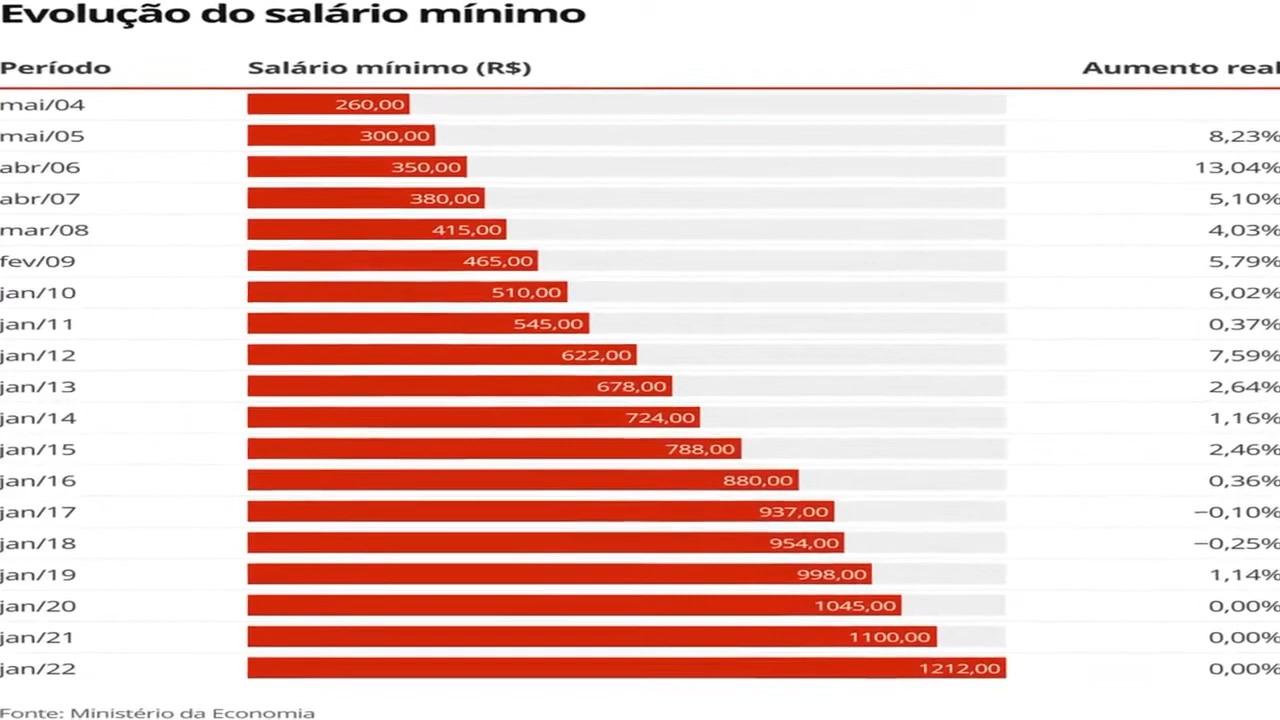 Evolução do salário mínimo
Período Salário mínimo (R$) Aumento real
mai/04 260,00
mai/05 300,00 8,23%
abr/06 350,00 13,04%
abr/07 380,00 5,10%
mar/08 415,00 4,03%
fev/09 465,00 5,79%
jan/10 510,00 6,02%
jan/11 545,00 0,37%
jan/12 622,00 7,59%
jan/13 678,00 2,64%
jan/14 724,00 1,16%
jan/15 788,00 2,46%
jan/16 880,00 0,36%
jan/17 937,00 −0,10%
jan/18 954,00 −0,25%
jan/19 998,00 1,14%
jan/20 1045,00 0,00%
jan/21 1100,00 0,00%
jan/22 1212,00 0,00%
Fonte: Ministério da Economia